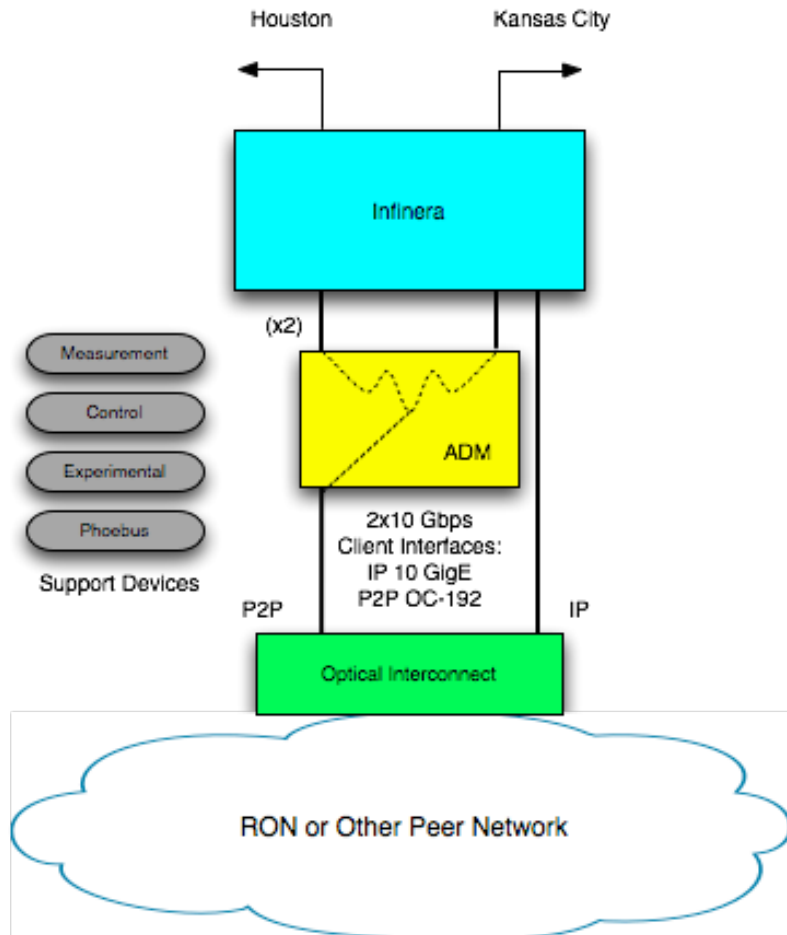 Houston
Kansas City
Infinera
(x2)
Measurement
Control
Experimental
Phoebus
Support Devices
ADM
2x10 Gbps
Client Interfaces:
IP 10 GigE
P2P OC-192
P2P
IP
Optical Interconnect
RON or Other Peer Network